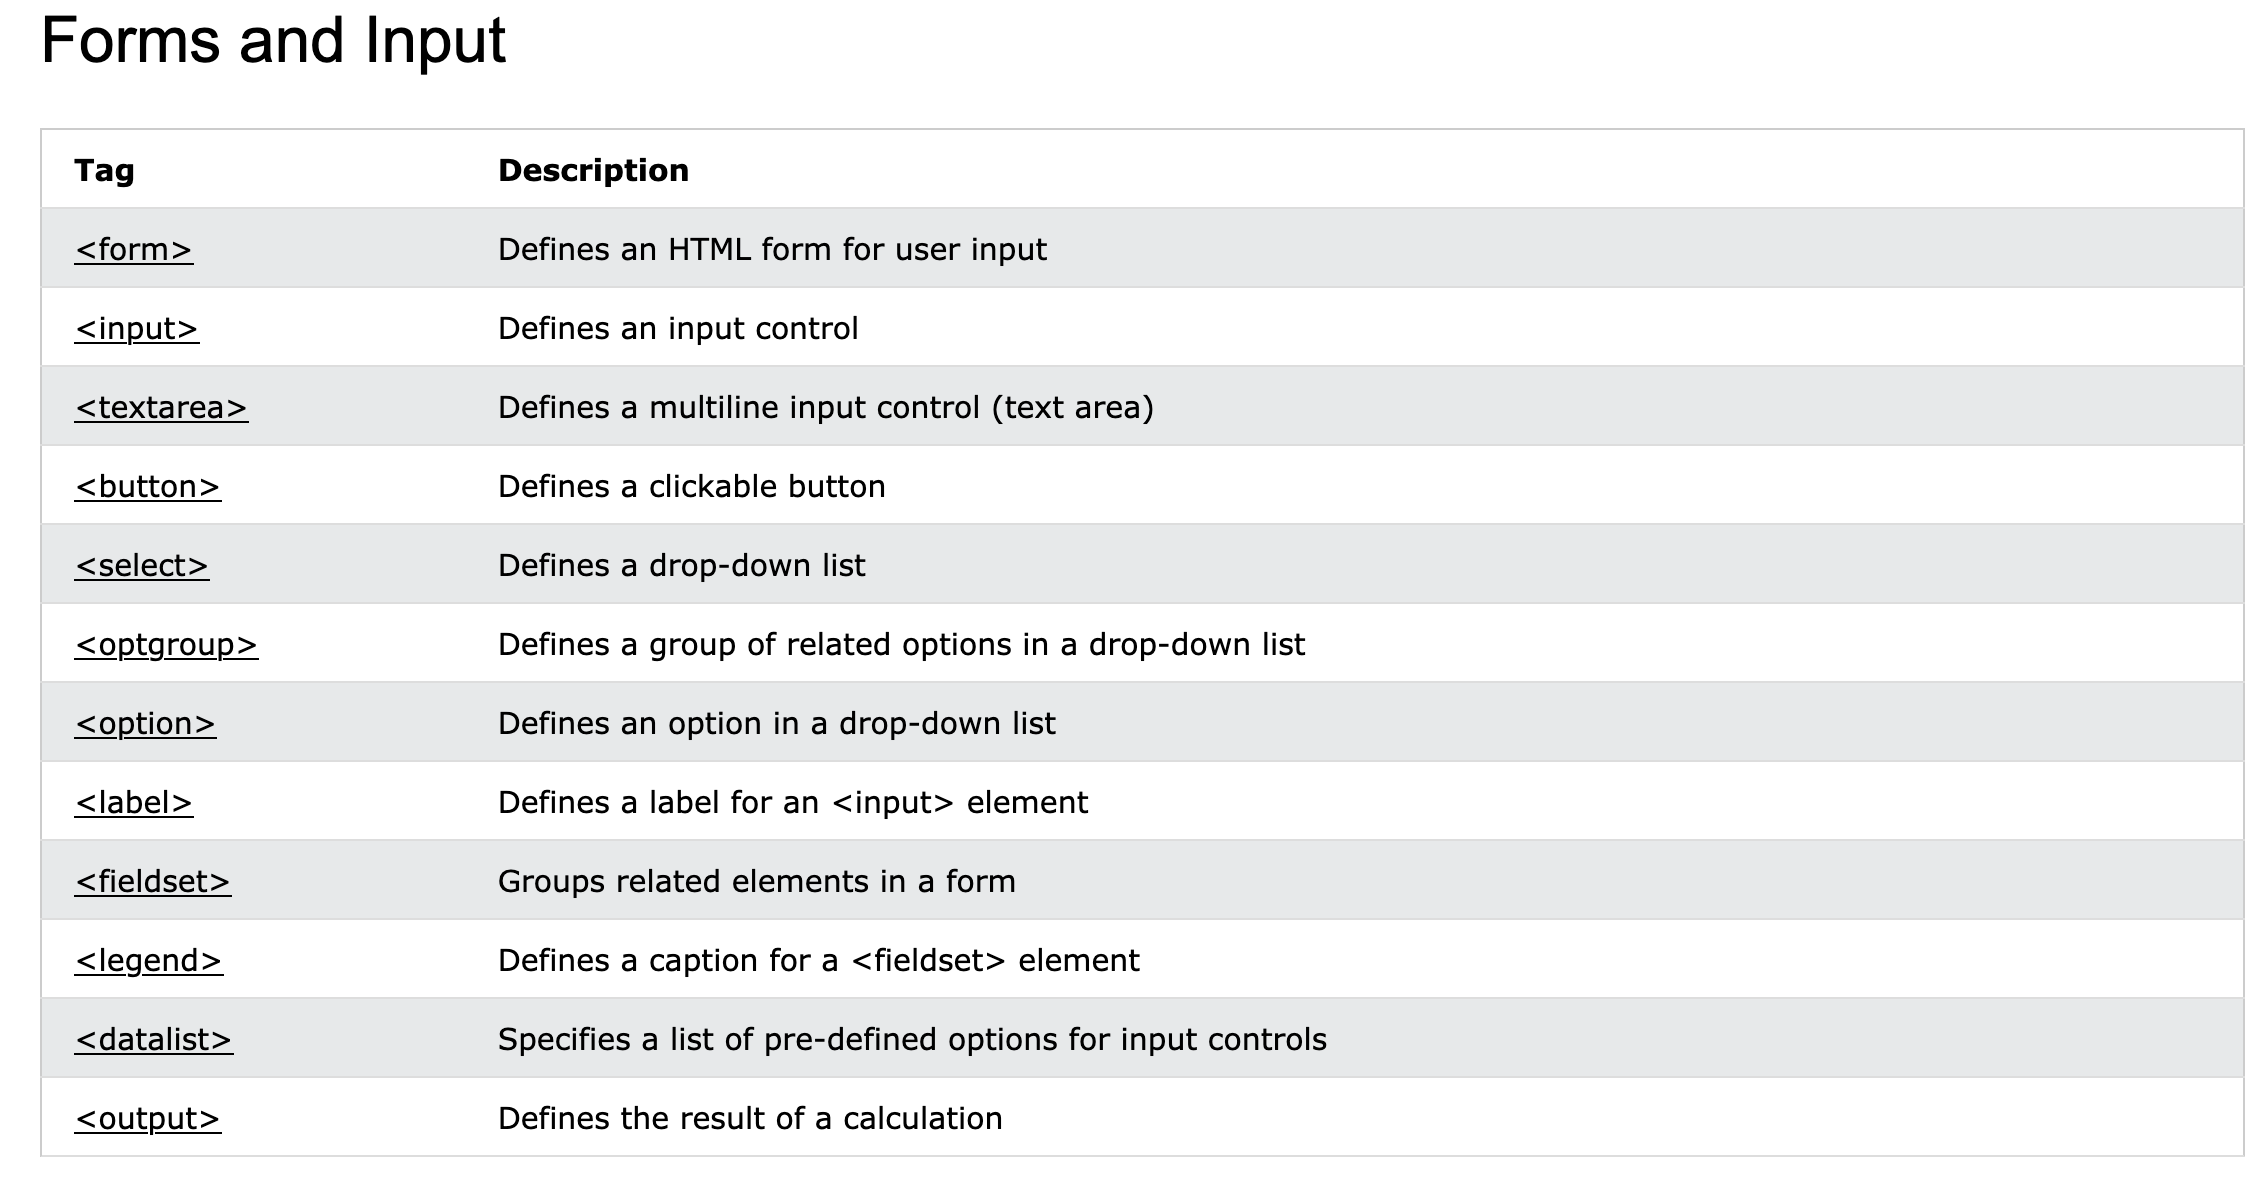 Forms and Input
Tag Description
<form> Defines an HTML form for user input
<input> Defines an input control
<textarea> Defines a multiline input control (text area)
<button> Defines a clickable button
<select> Defines a drop-down list
<optgroup> Defines a group of related options in a drop-down list
<option> Defines an option in a drop-down list
<label> Defines a label for an <input> element
<fieldset> Groups related elements in a form
<legend> Defines a caption for a <fieldset> element
<datalist> Specifies a list of pre-defined options for input controls
<output> Defines the result of a calculation